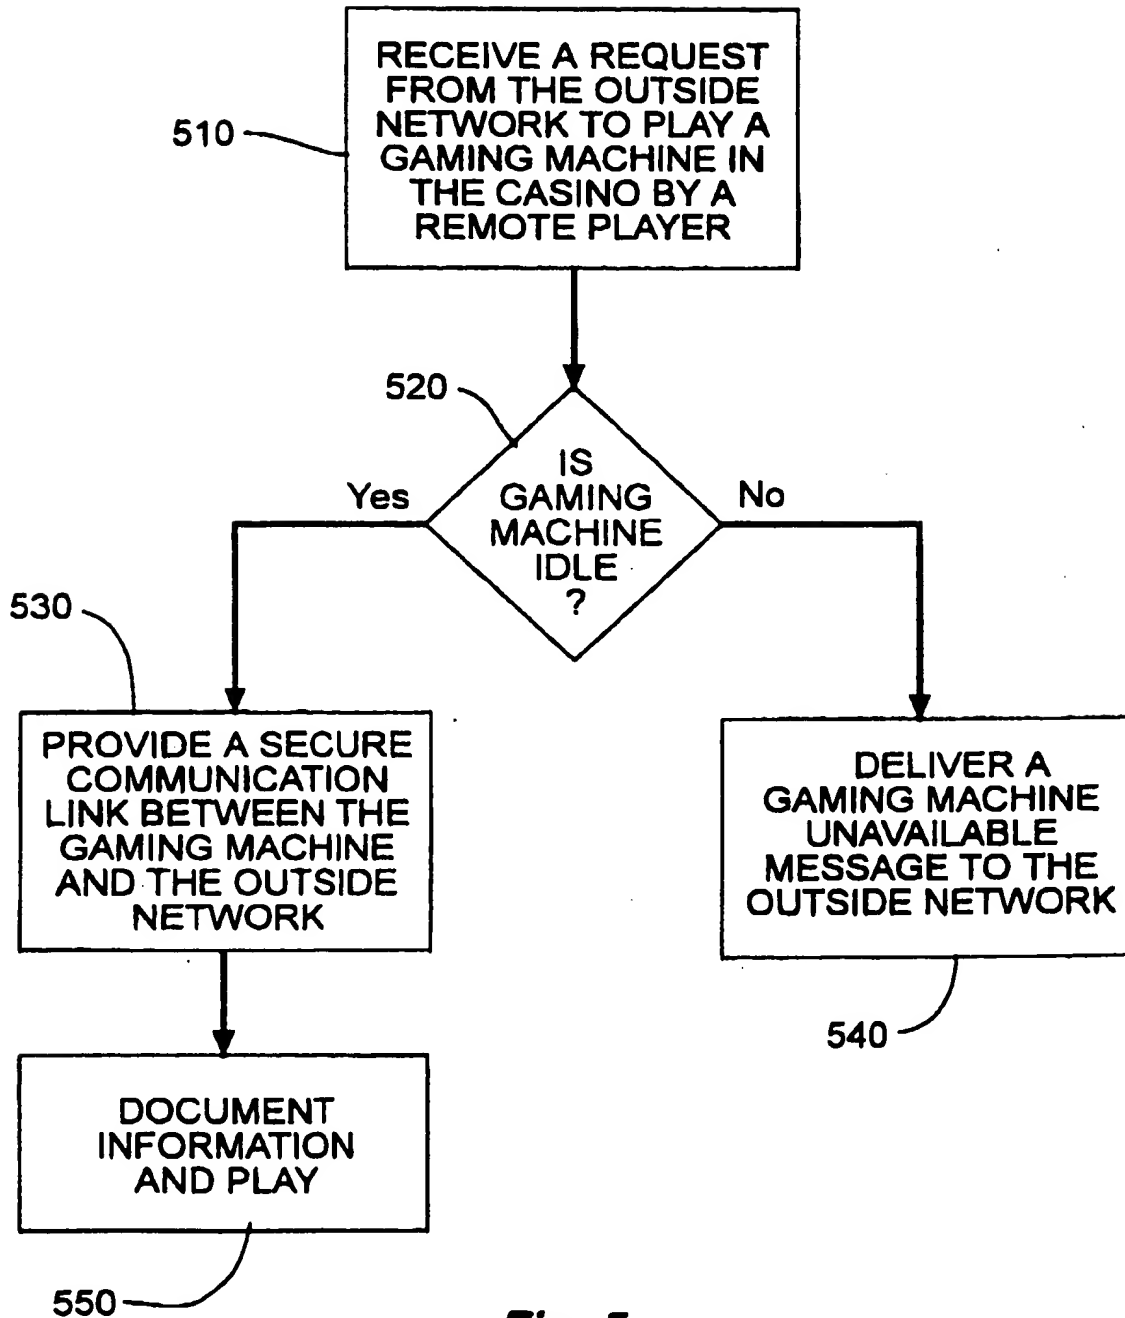 RECEIVE A REQUEST
FROM THE OUTSIDE
NETWORK TO PLAY A
GAMING MACHINE IN
THE CASINO BY A
REMOTE PLAYER
510
520
IS
GAMING
MACHINE
IDLE
?
Yes
No
530
PROVIDE A SECURE
COMMUNICATION
LINK BETWEEN THE
GAMING MACHINE
AND THE OUTSIDE
NETWORK
DELIVER A
GAMING MACHINE
UNAVAILABLE
MESSAGE TO THE
OUTSIDE NETWORK
540
DOCUMENT
INFORMATION
AND PLAY
550